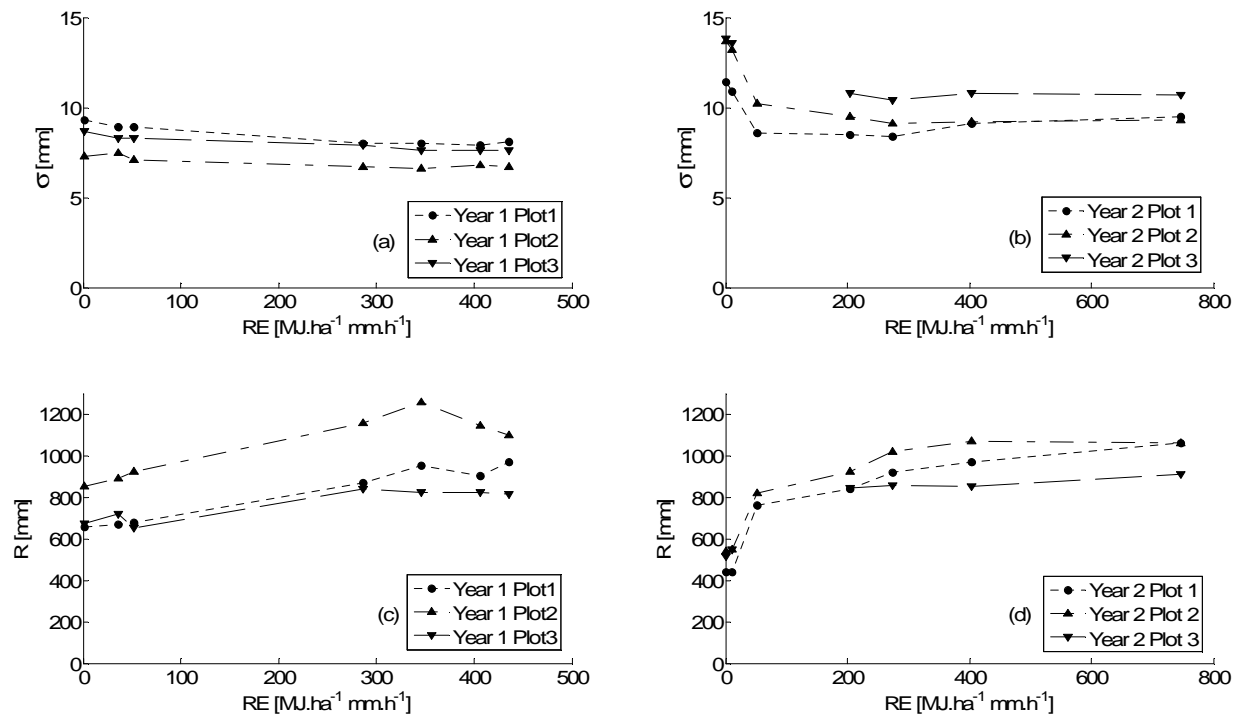 15
10
5
0
σ [mm]
(a)
Year 1 Plot1
Year 1 Plot2
Year 1 Plot3
0 100 200 300 400 500
RE [MJ.ha⁻¹ mm.h⁻¹]
15
10
5
0
σ [mm]
(b)
Year 2 Plot 1
Year 2 Plot 2
Year 2 Plot 3
0 200 400 600 800
RE [MJ.ha⁻¹ mm.h⁻¹]
1200
1000
800
600
400
200
0
R [mm]
(c)
Year 1 Plot1
Year 1 Plot2
Year 1 Plot3
0 100 200 300 400 500
RE [MJ.ha⁻¹ mm.h⁻¹]
1200
1000
800
600
400
200
0
R [mm]
(d)
Year 2 Plot 1
Year 2 Plot 2
Year 2 Plot 3
0 200 400 600 800
RE [MJ.ha⁻¹ mm.h⁻¹]